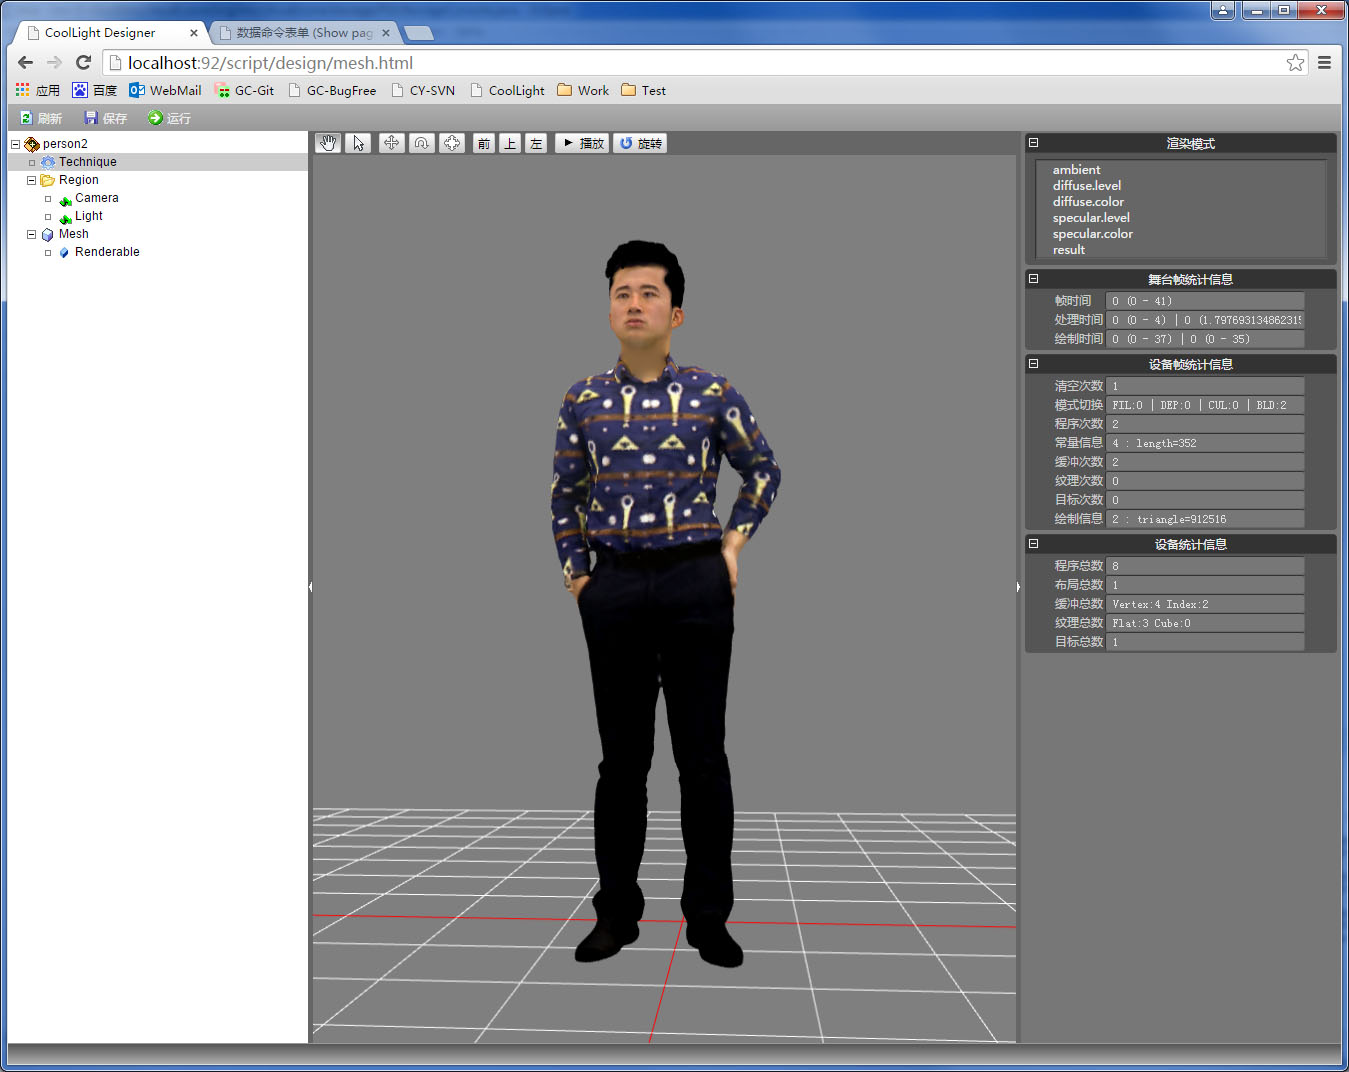 CoolLight Designer
数据命令表单 (Show pag
localhost:92/script/design/mesh.html
应用 百度 WebMail GC-Git GC-BugFree CY-SVN CoolLight Work Test
刷新 保存 运行
person2
Technique
Region
Camera
Light
Mesh
Renderable
前 上 左 播放 旋转
渲染模式
ambient
diffuse.level
diffuse.color
specular.level
specular.color
result
舞台帧统计信息
帧时间 0 (0 - 41)
处理时间 0 (0 - 4) | 0 (1.797693134862315
绘制时间 0 (0 - 37) | 0 (0 - 35)
设备帧统计信息
清空次数 1
模式切换 FIL:0 | DEP:0 | CUL:0 | BLD:2
程序次数 2
常量信息 4 : length=352
缓冲次数 2
纹理次数 0
目标次数 0
绘制信息 2 : triangle=912516
设备统计信息
程序总数 8
布局总数 1
缓冲总数 Vertex:4 Index:2
纹理总数 Flat:3 Cube:0
目标总数 1